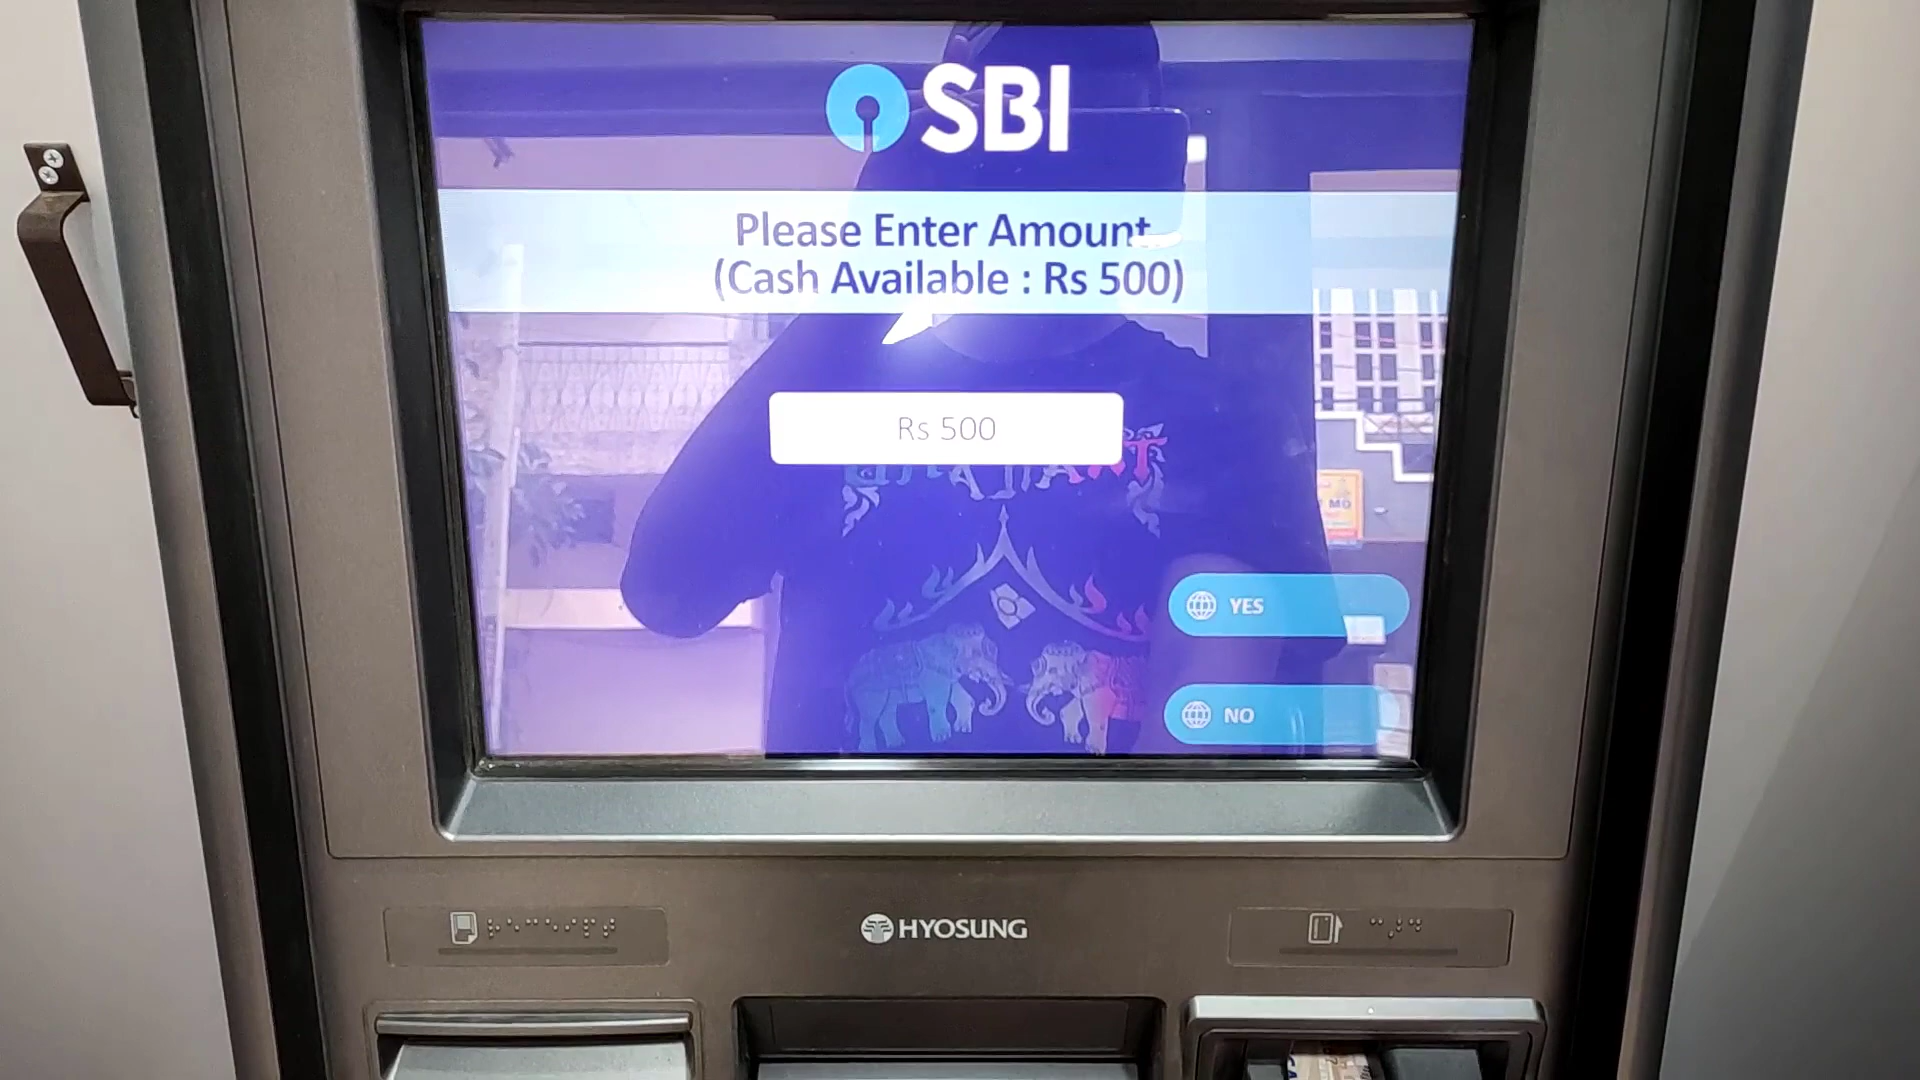 SBI
Please Enter Amount
(Cash Available : Rs 500)
Rs 500
YES
NO
HYOSUNG